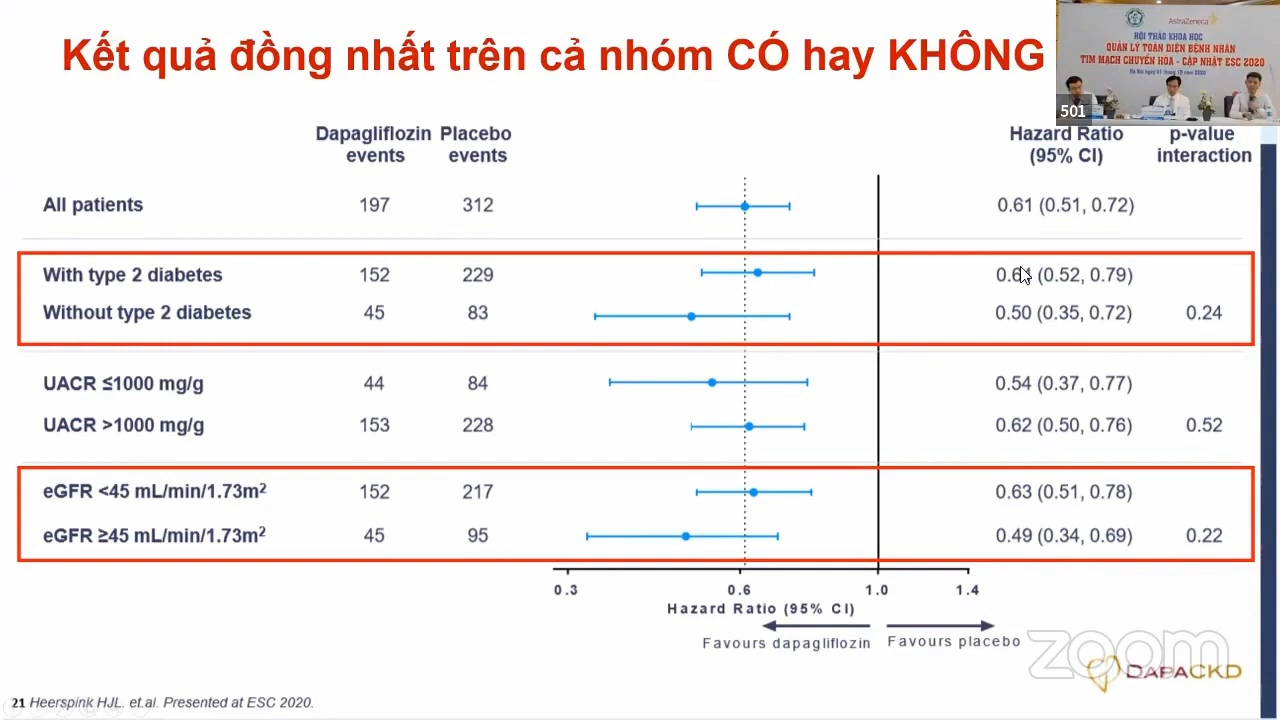 Kết quả đồng nhất trên cả nhóm CÓ hay KHÔNG
AstraZeneca
HỘI THẢO KHOA HỌC
QUẢN LÝ TOÀN DIỆN BỆNH NHÂN
TIM MẠCH CHUYỂN HÓA - CẬP NHẬT ESC 2020
501
Dapagliflozin events
Placebo events
Hazard Ratio (95% CI)
p-value interaction
All patients 197 312 0.61 (0.51, 0.72)
With type 2 diabetes 152 229 (0.52, 0.79)
Without type 2 diabetes 45 83 0.50 (0.35, 0.72) 0.24
UACR ≤1000 mg/g 44 84 0.54 (0.37, 0.77)
UACR >1000 mg/g 153 228 0.62 (0.50, 0.76) 0.52
eGFR <45 mL/min/1.73m² 152 217 0.63 (0.51, 0.78)
eGFR ≥45 mL/min/1.73m² 45 95 0.49 (0.34, 0.69) 0.22
0.3 0.6 1.0 1.4
Hazard Ratio (95% CI)
Favours dapagliflozin Favours placebo
zoom
DAPACKD
21 Heerspink HJL. et.al. Presented at ESC 2020.